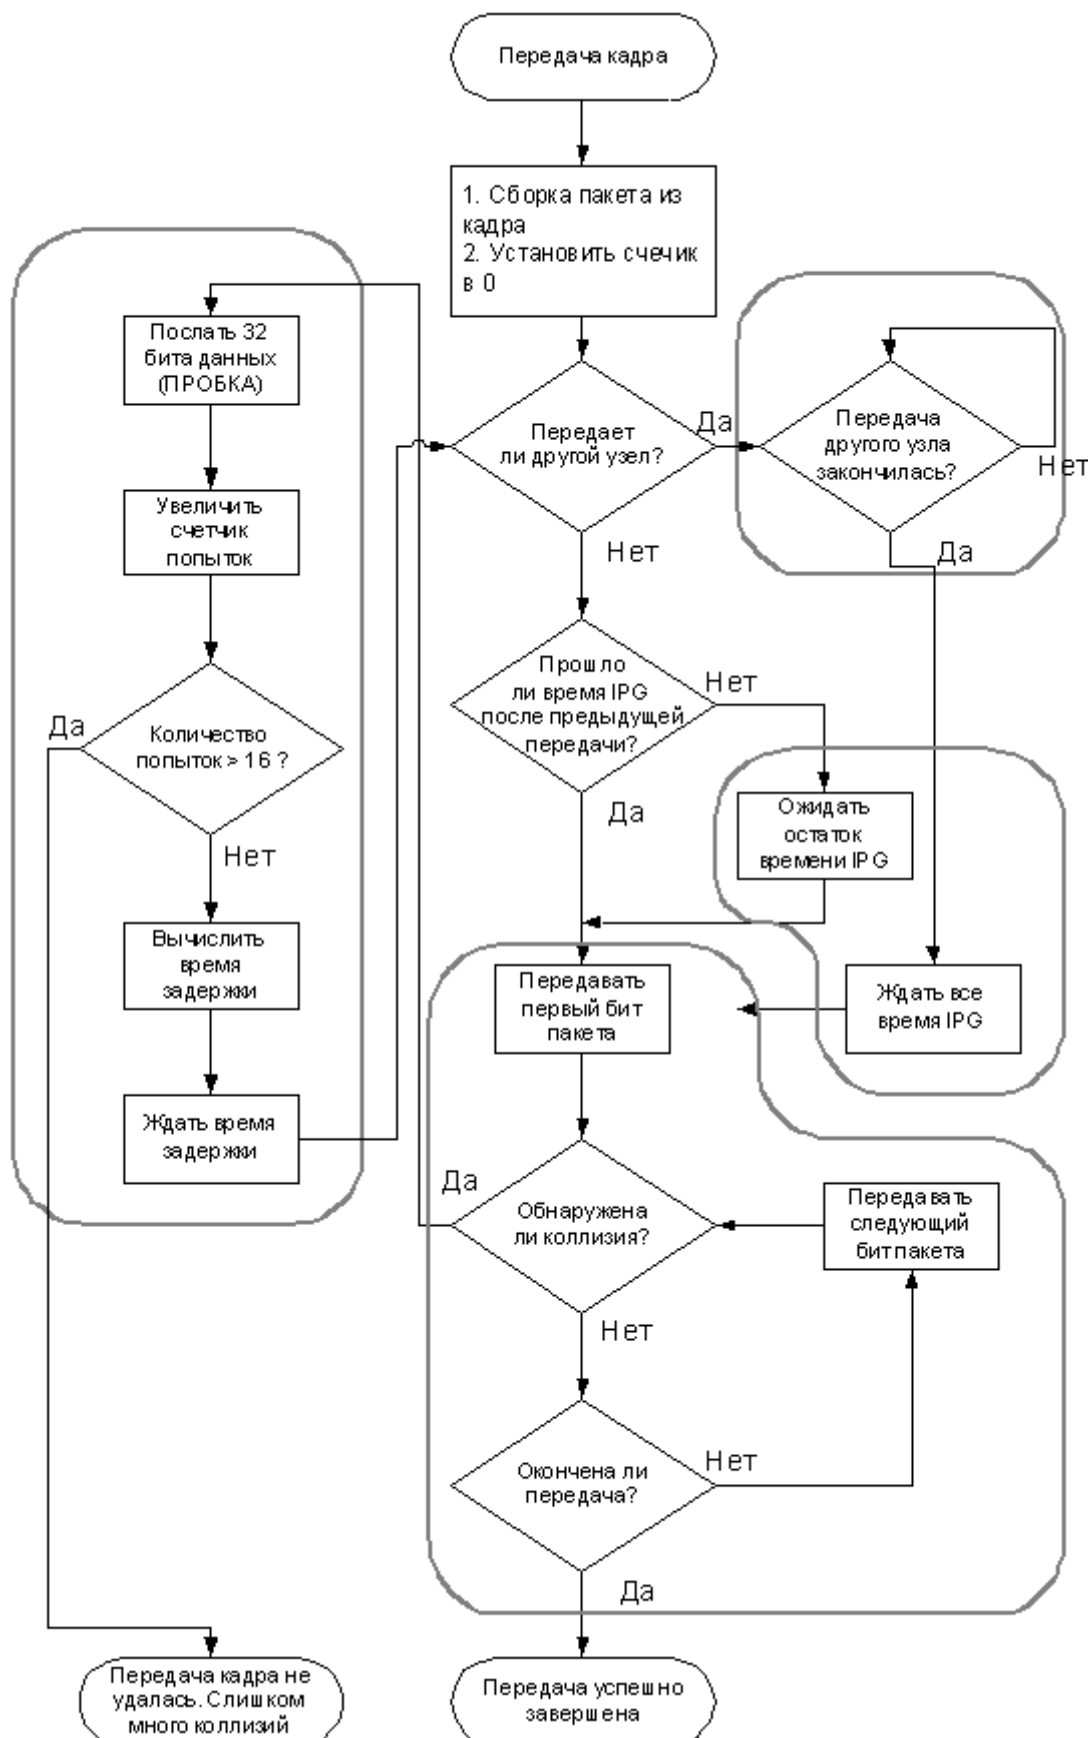 Передача кадра
1. Сборка пакета из
кадра
2. Установить счечик
в 0
Послать 32
бита данных
(ПРОБКА)
Передает
ли другой узел?
Да
Передача
другого узла
закончилась?
Нет
Увеличить
счетчик
попыток
Нет
Да
Прошло
ли время IPG
после предыдущей
передачи?
Нет
Да
Количество
попыток > 16 ?
Да
Ожидать
остаток
времени IPG
Нет
Вычислить
время
задержки
Передавать
первый бит
пакета
Ждать все
время IPG
Ждать время
задержки
Да
Обнаружена
ли коллизия?
Передавать
следующий
бит пакета
Нет
Окончена ли
передача?
Нет
Да
Передача кадра не
удалась. Слишком
много коллизий
Передача успешно
завершена